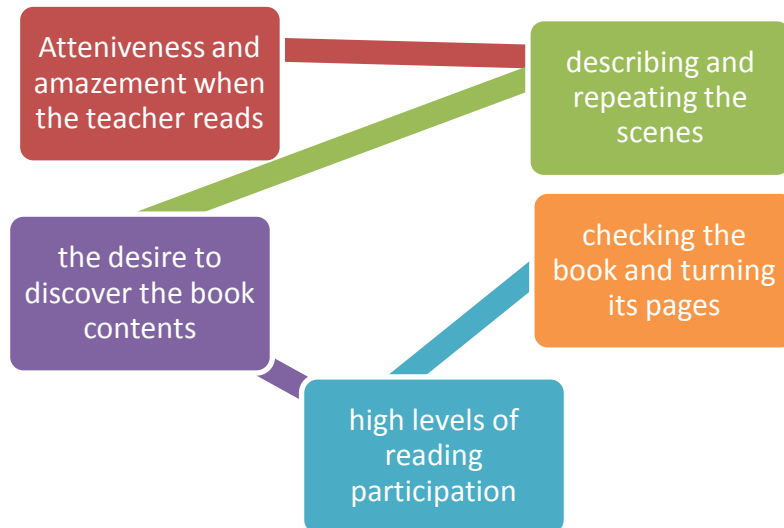 Atteniveness and
amazement when
the teacher reads
describing and
repeating the
scenes
the desire to
discover the book
contents
high levels of
reading
participation
checking the
book and turning
its pages